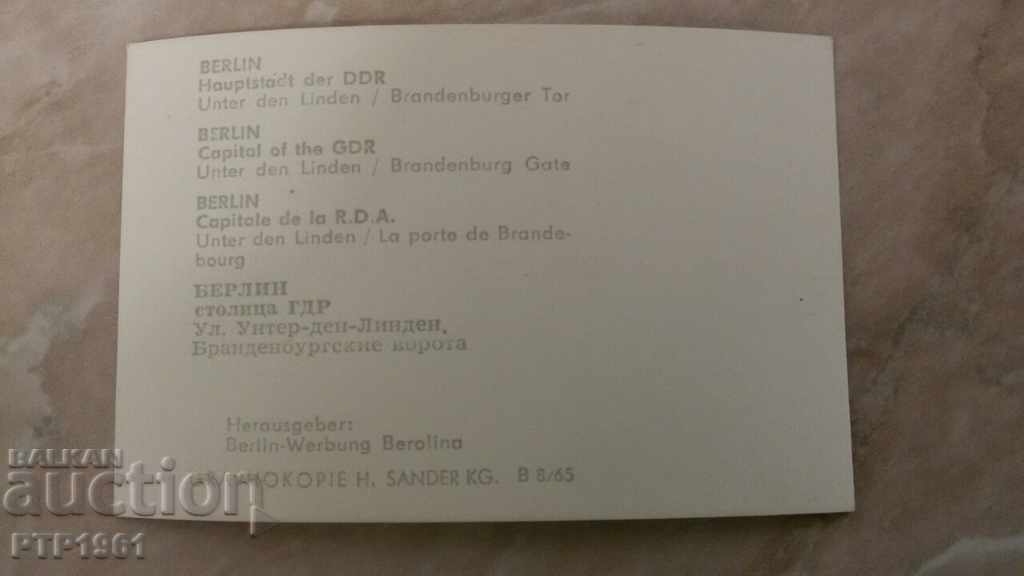 BERLIN
Hauptstadt der DDR
Unter den Linden / Brandenburger Tor
BERLIN
Capital of the GDR
Unter den Linden / Brandenburg Gate
BERLIN
Capitale de la R.D.A.
Unter den Linden / La porte de Brande-
bourg
БЕРЛИН
столица ГДР
Ул. Унтер-ден-Линден,
Бранденбургские ворота
Herausgeber:
Berlin-Werbung Berolina
H. SANDER KG. B 8/65
BALKAN
auction
PTP1961